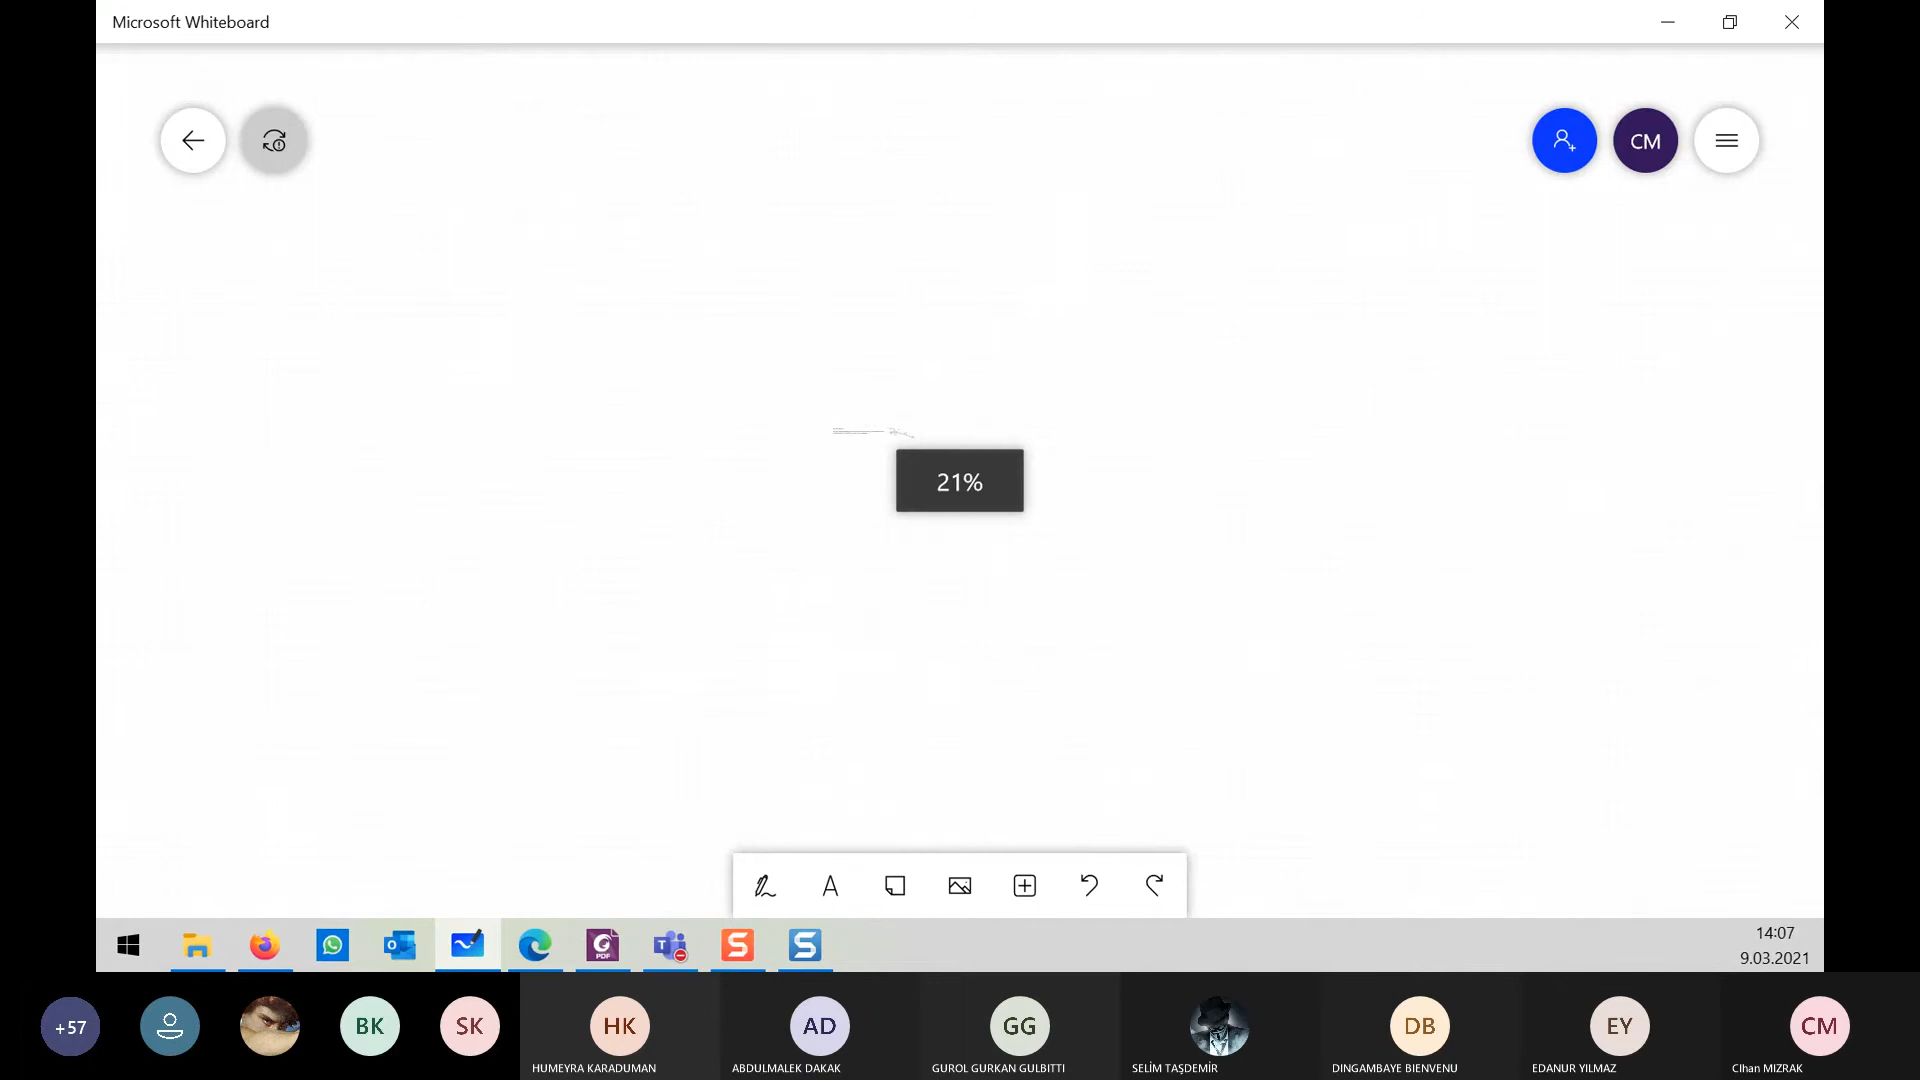 Microsoft Whiteboard
CM
21%
PDF
14:07
9.03.2021
+57
BK
SK
HK
AD
GG
DB
EY
CM
HUMEYRA KARADUMAN
ABDULMALEK DAKAK
GUROL GURKAN GULBITTI
SELİM TAŞDEMİR
DINGAMBAYE BIENVENU
EDANUR YILMAZ
CIhan MIZRAK